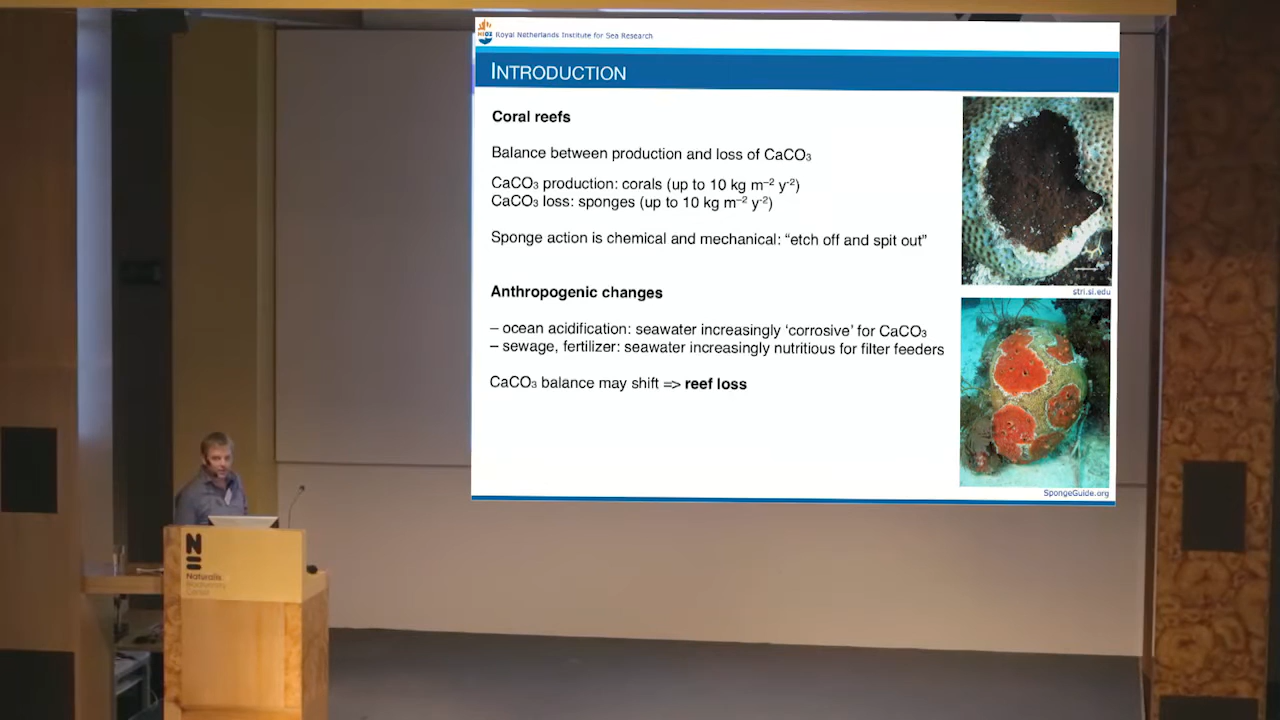 NIOZ
Royal Netherlands Institute for Sea Research
INTRODUCTION
Coral reefs
Balance between production and loss of CaCO₃
CaCO₃ production: corals (up to 10 kg m⁻² y⁻²)
CaCO₃ loss: sponges (up to 10 kg m⁻² y⁻²)
Sponge action is chemical and mechanical: “etch off and spit out”
stri.si.edu
Anthropogenic changes
– ocean acidification: seawater increasingly ‘corrosive’ for CaCO₃
– sewage, fertilizer: seawater increasingly nutritious for filter feeders
CaCO₃ balance may shift => reef loss
SpongeGuide.org
N
Naturalis
Biodiversity
Center